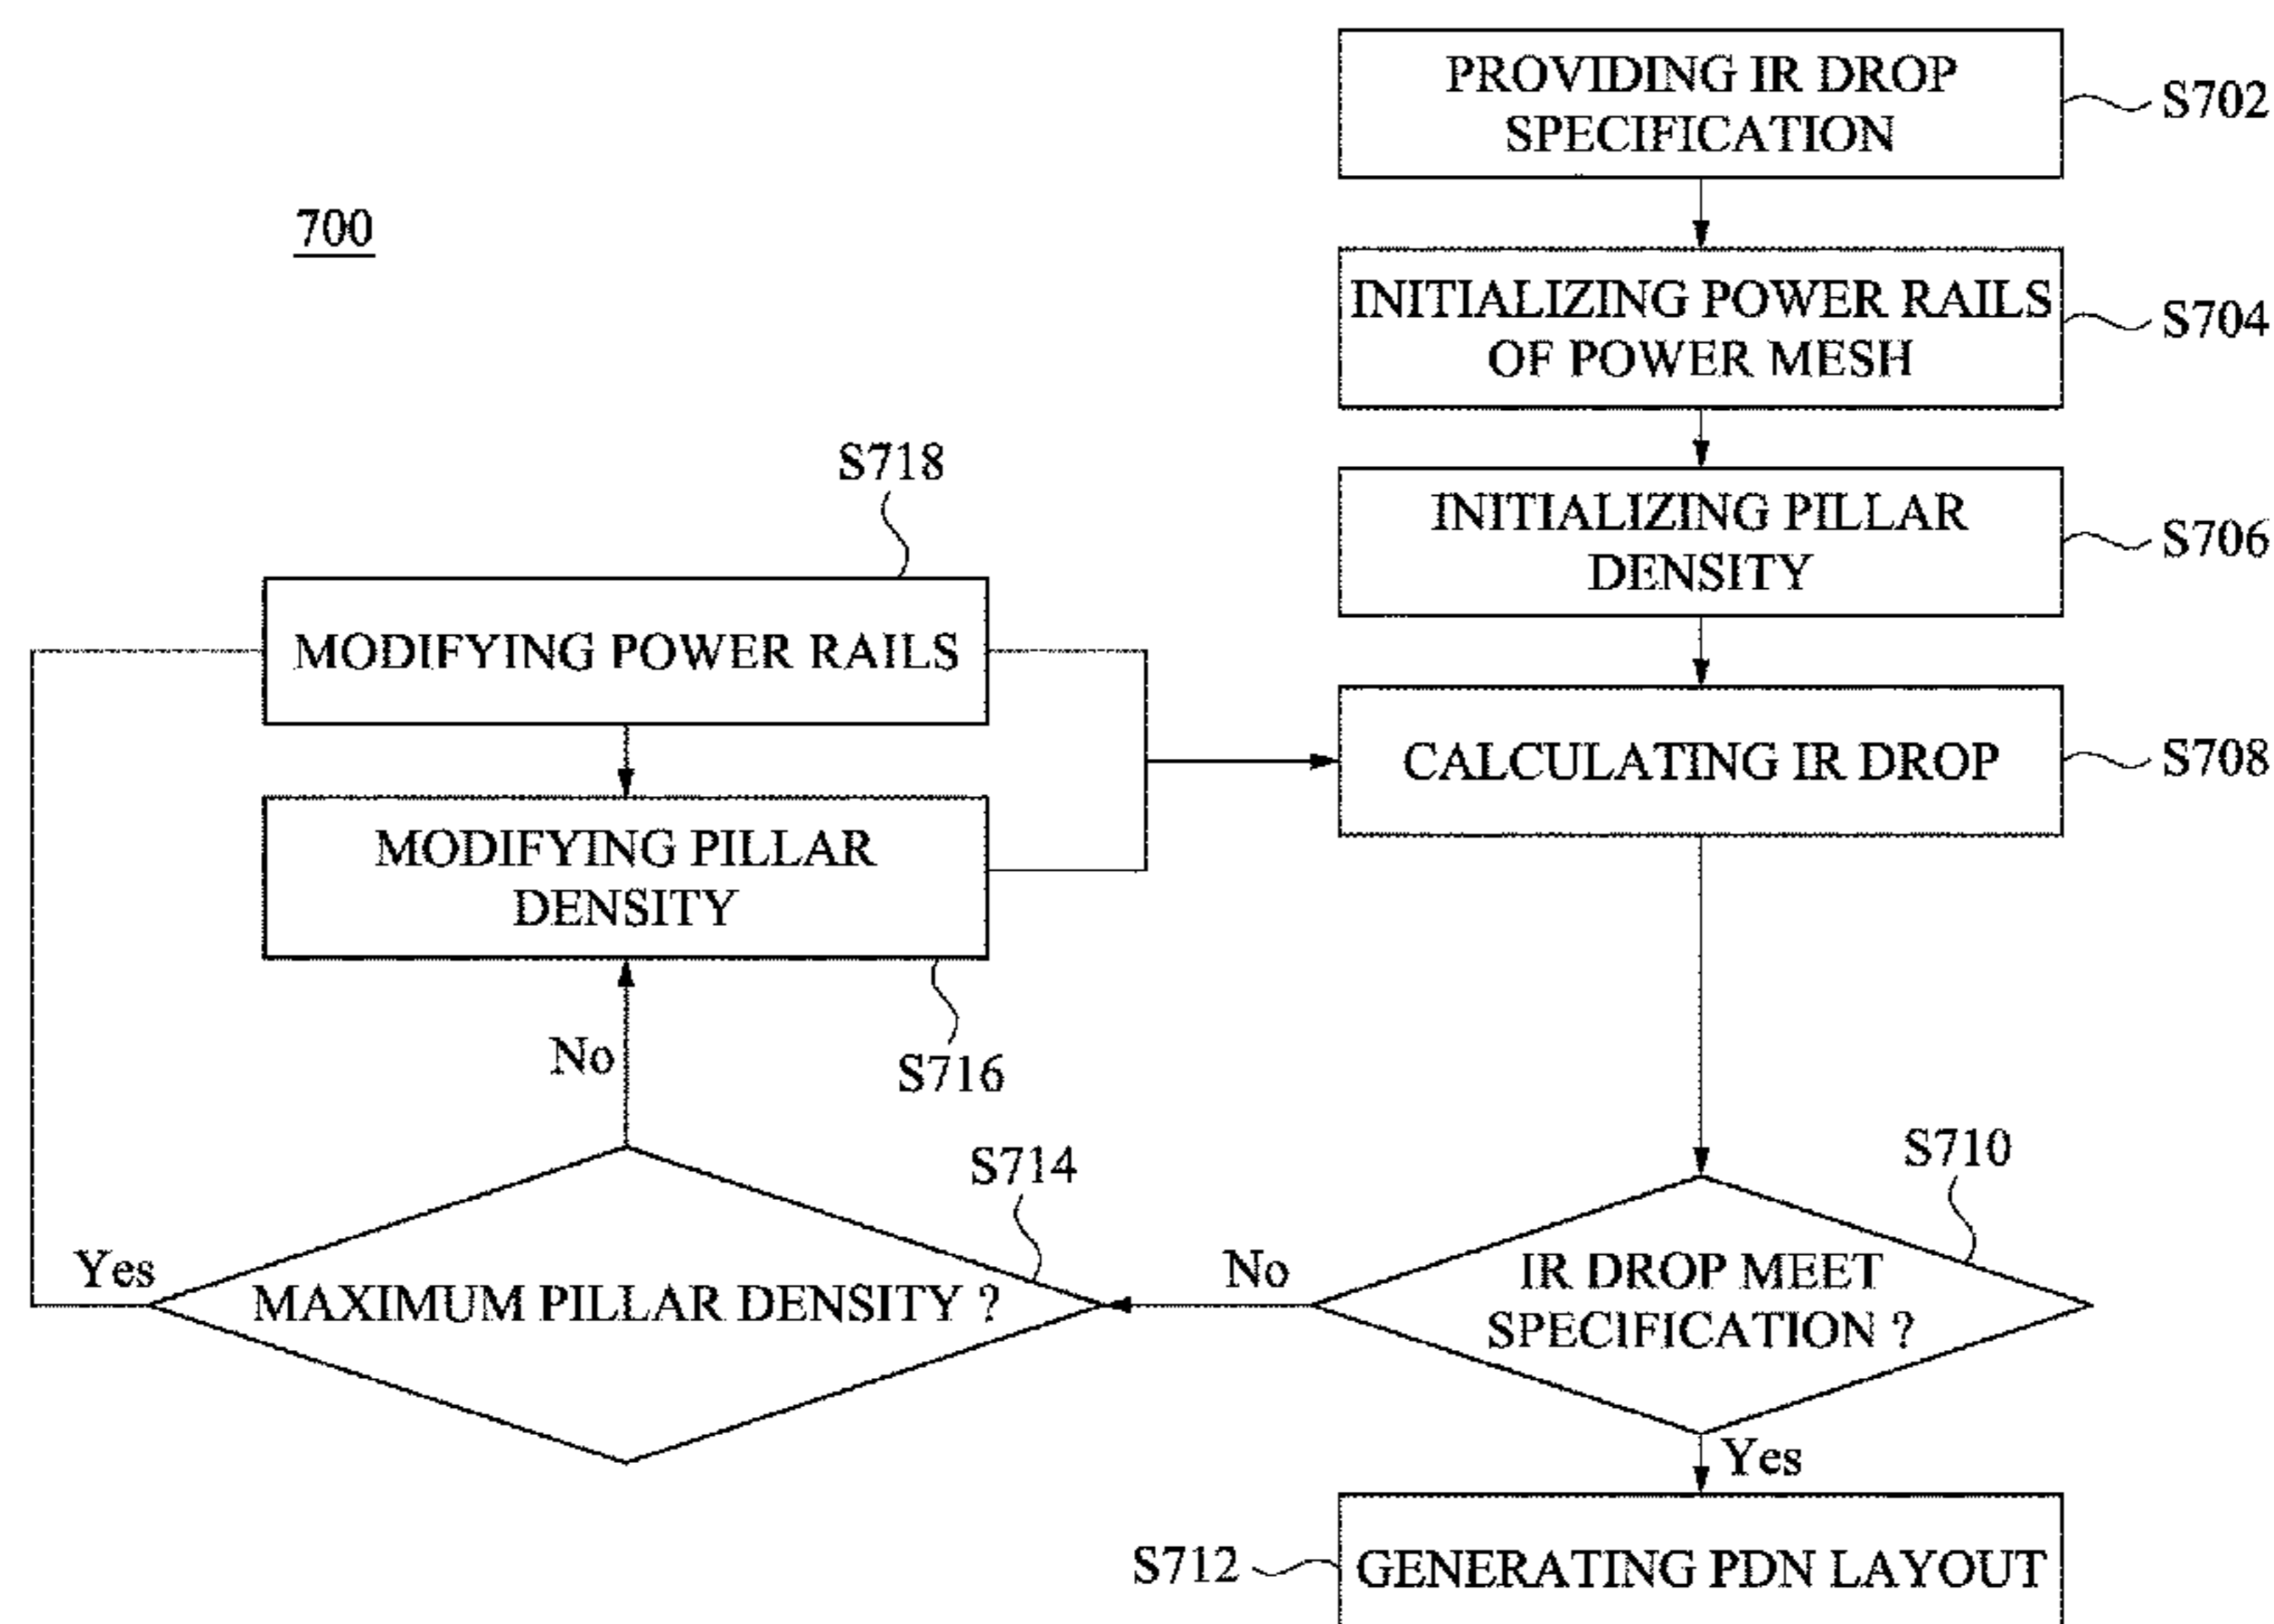 PROVIDING IR DROP
SPECIFICATION
S702
700
INITIALIZING POWER RAILS
OF POWER MESH
S704
S718
INITIALIZING PILLAR
DENSITY
S706
MODIFYING POWER RAILS
CALCULATING IR DROP
S708
MODIFYING PILLAR
DENSITY
No
S716
S714
S710
Yes
MAXIMUM PILLAR DENSITY ?
No
IR DROP MEET
SPECIFICATION ?
Yes
S712
GENERATING PDN LAYOUT